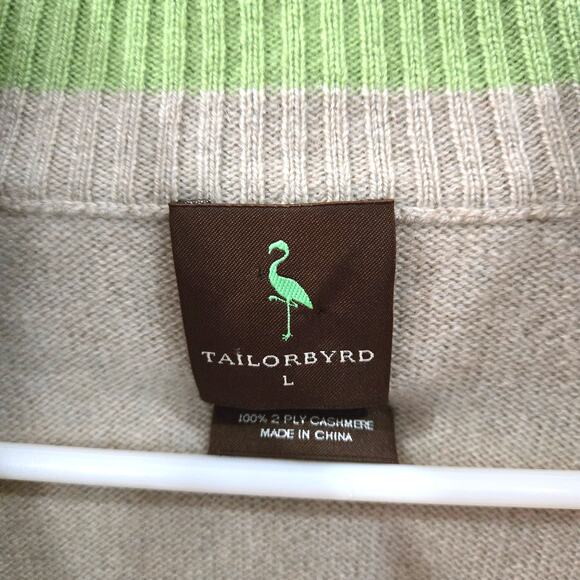 TAILORBYRD
L
100% 2 PLY CASHMERE
MADE IN CHINA